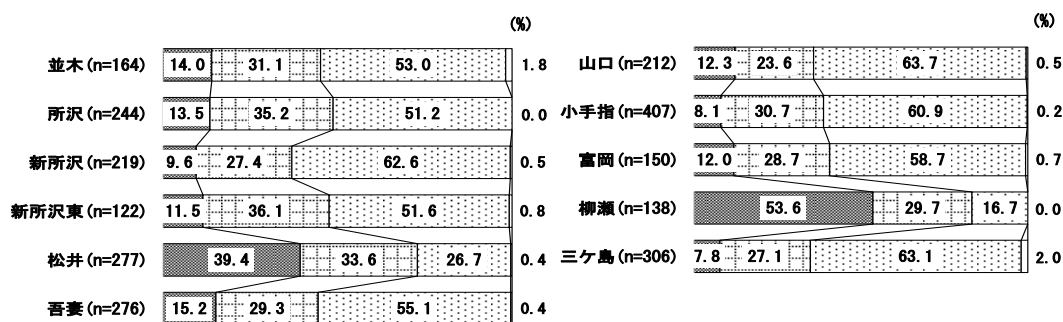 (%)
並木(n=164) 14.0 31.1 53.0 1.8
所沢(n=244) 13.5 35.2 51.2 0.0
新所沢(n=219) 9.6 27.4 62.6 0.5
新所沢東(n=122) 11.5 36.1 51.6 0.8
松井(n=277) 39.4 33.6 26.7 0.4
吾妻(n=276) 15.2 29.3 55.1 0.4
(%)
山口(n=212) 12.3 23.6 63.7 0.5
小手指(n=407) 8.1 30.7 60.9 0.2
富岡(n=150) 12.0 28.7 58.7 0.7
柳瀬(n=138) 53.6 29.7 16.7 0.0
三ケ島(n=306) 7.8 27.1 63.1 2.0